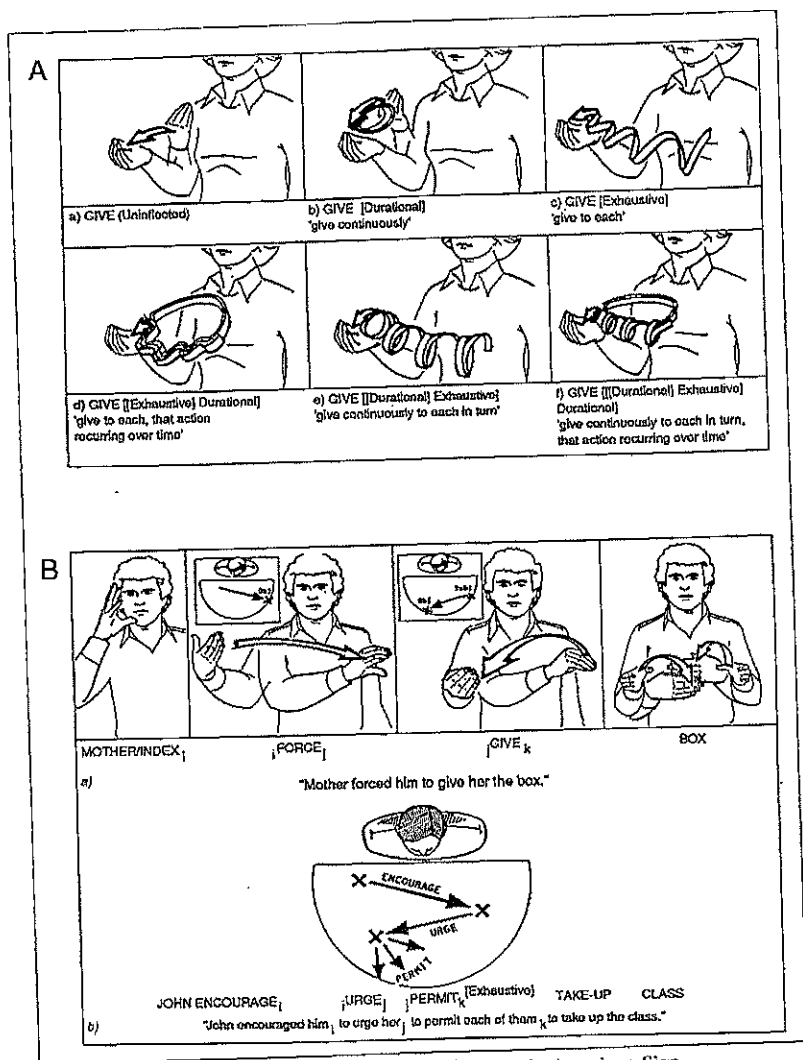 A
a) GIVE (Uninflected)
b) GIVE [Durational]
'give continuously'
c) GIVE [Exhaustive]
'give to each'
d) GIVE [[Exhaustive] Durational]
'give to each, that action
recurring over time'
e) GIVE [[Durational] Exhaustive]
'give continuously to each in turn'
f) GIVE [[[Durational] Exhaustive]
Durational]
'give continuously to each in turn,
that action recurring over time'
B
Obj
Obj Subj
MOTHER/INDEX i
i FORCE j
j GIVE k
BOX
a)
"Mother forced him to give her the box."
ENCOURAGE
URGE
PERMIT
JOHN ENCOURAGE i i URGE j j PERMIT k [Exhaustive] TAKE-UP CLASS
b) "John encouraged him i to urge her j to permit each of them k to take up the class."